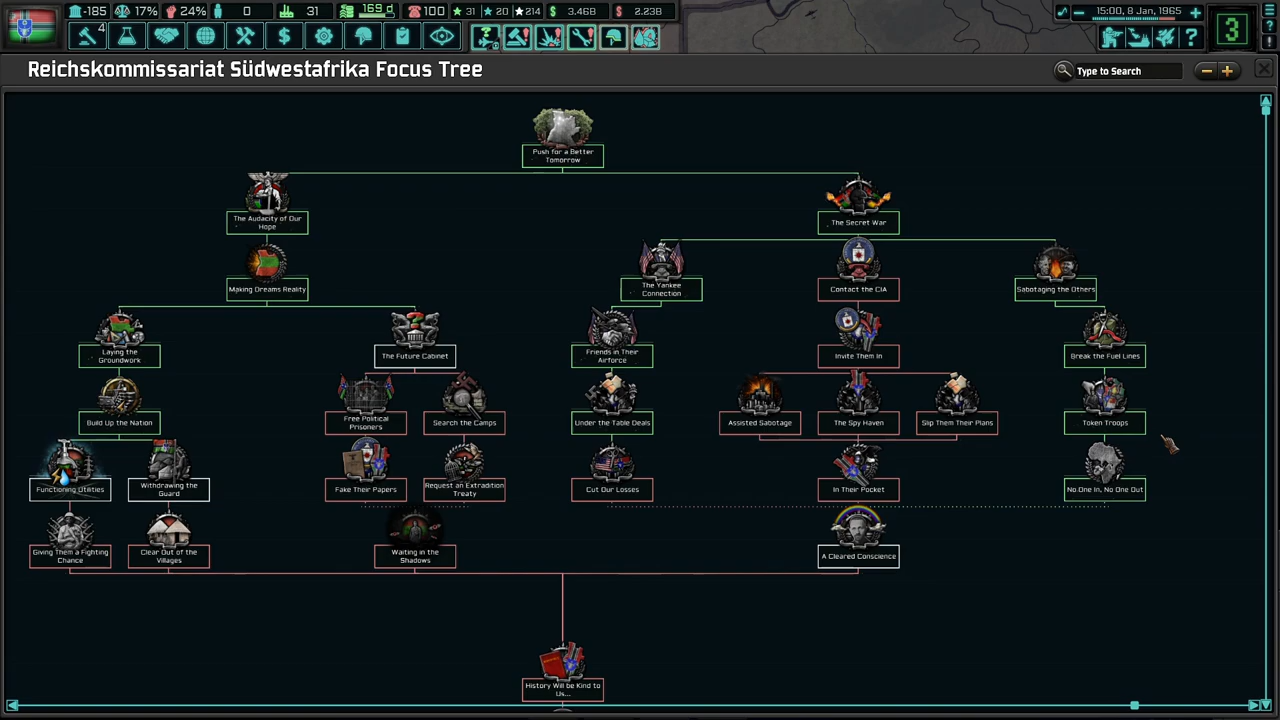 -185 17% 24% 0 31 169 100 31 20 214 $ 3.46B $ 2.23B 15:00, 8 Jan, 1965 3
4
Reichskommissariat Südwestafrika Focus Tree
Type to Search
Push for a Better
Tomorrow
The Audacity of Our
Hope
The Secret War
Making Dreams Reality
The Yankee
Connection
Contact the CIA
Sabotaging the Others
Laying the
Groundwork
The Future Cabinet
Friends in Their
Airforce
Invite Them In
Break the Fuel Lines
Build Up the Nation
Free Political
Prisoners
Search the Camps
Under the Table Deals
Assisted Sabotage
The Spy Haven
Slip Them Their Plans
Token Troops
Functioning Utilities
Withdrawing the
Guard
Fake Their Papers
Request an Extradition
Treaty
Cut Our Losses
In Their Pocket
No One In, No One Out
Giving Them a Fighting
Chance
Clear Out of the
Villages
Waiting in the
Shadows
A Cleared Conscience
History Will be Kind to
Us...